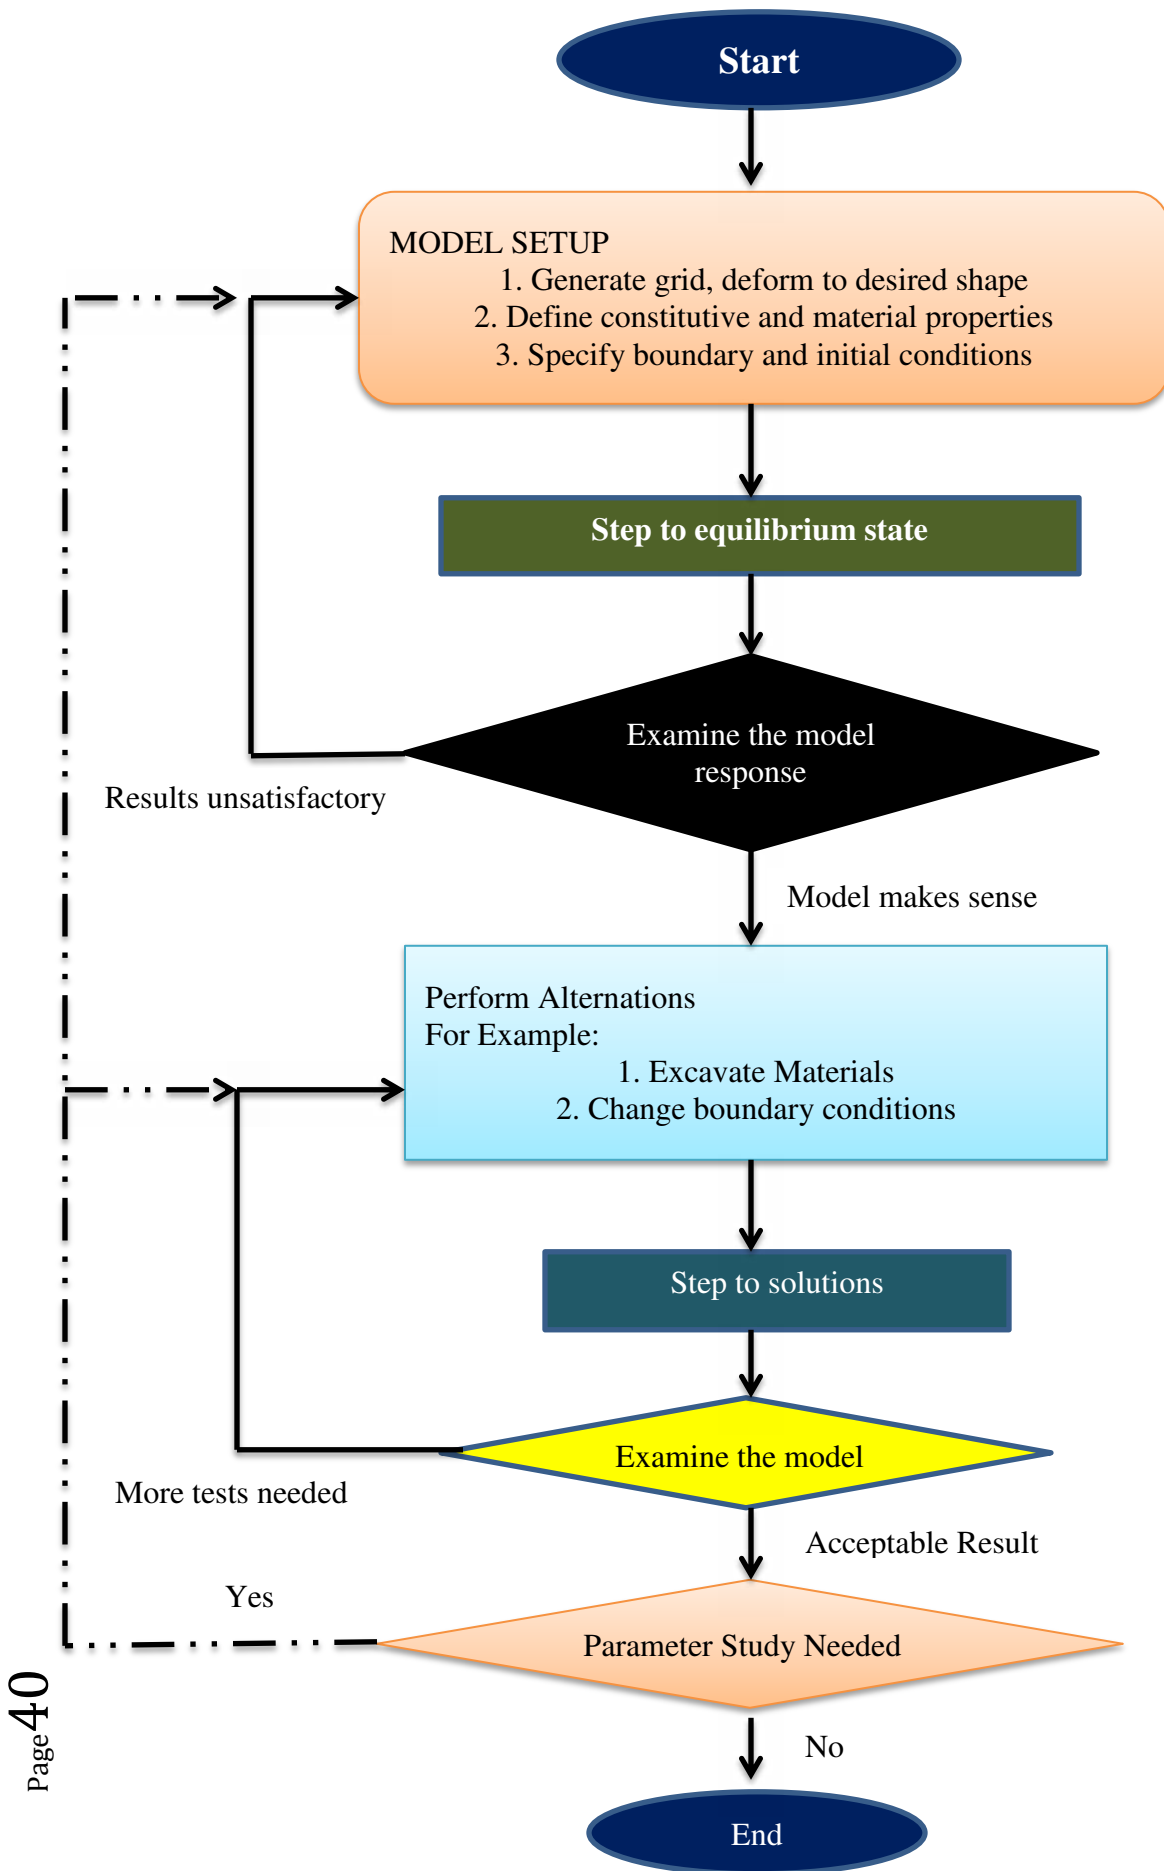 Start
MODEL SETUP
1. Generate grid, deform to desired shape
2. Define constitutive and material properties
3. Specify boundary and initial conditions
Step to equilibrium state
Examine the model
response
Results unsatisfactory
Model makes sense
Perform Alternations
For Example:
1. Excavate Materials
2. Change boundary conditions
Step to solutions
Examine the model
More tests needed
Acceptable Result
Yes
Parameter Study Needed
No
End
Page 40